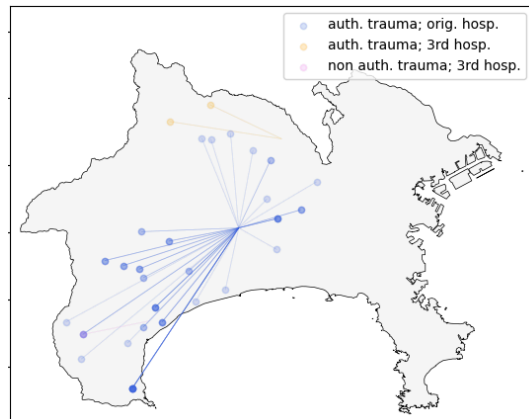 auth. trauma; orig. hosp.
auth. trauma; 3rd hosp.
non auth. trauma; 3rd hosp.